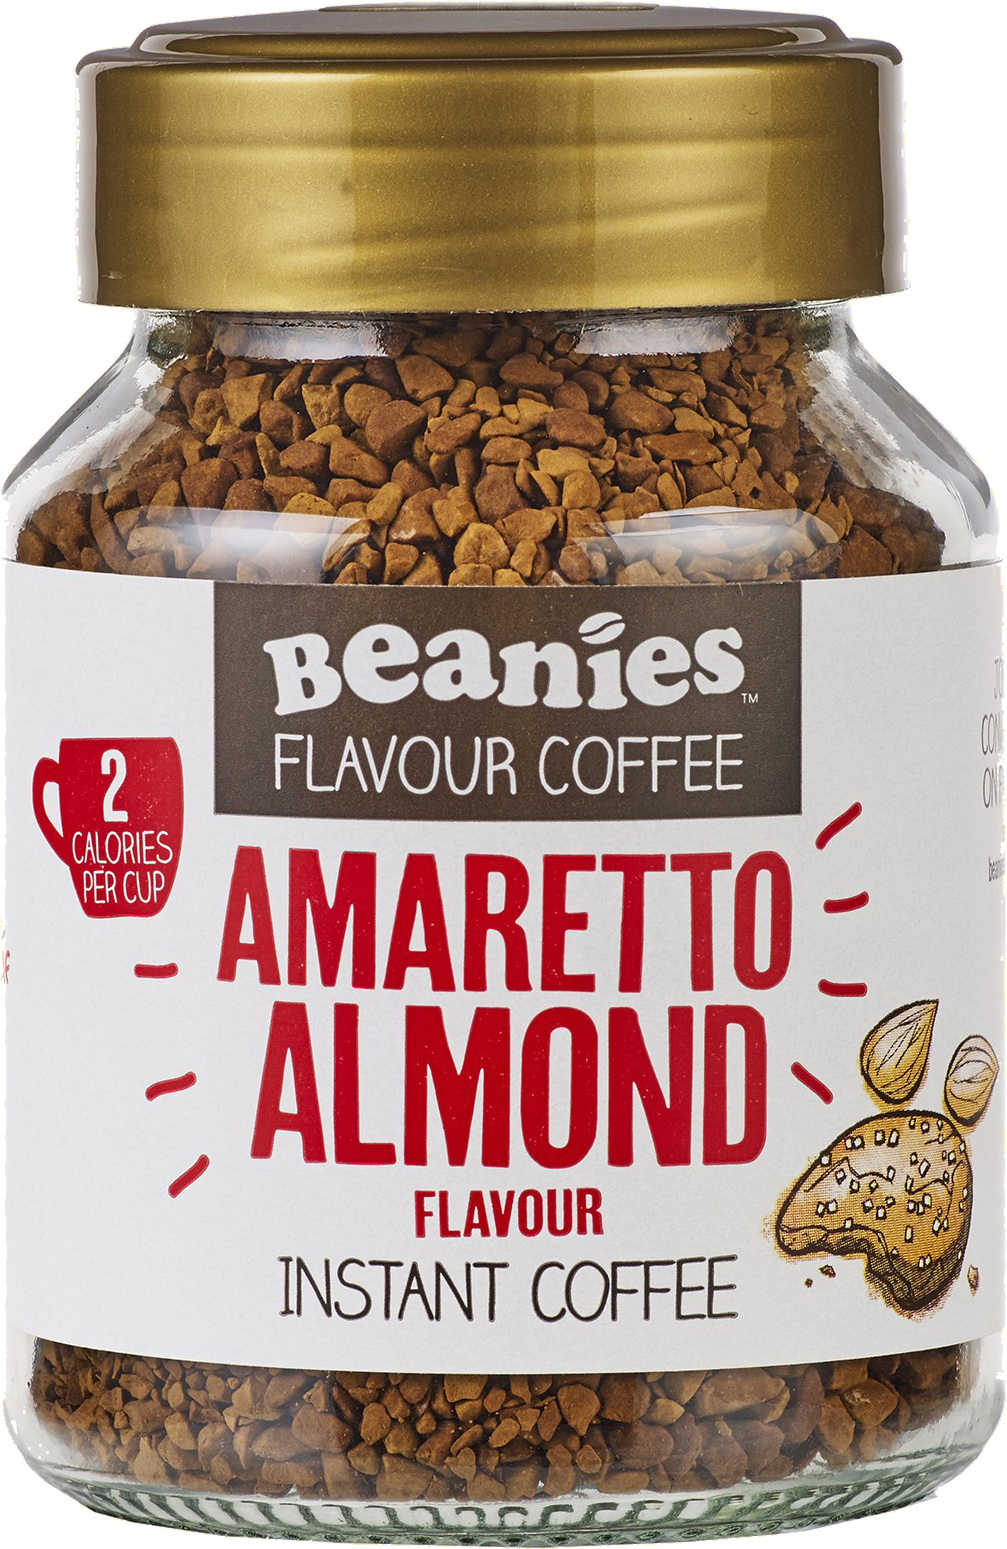 Beanies™
FLAVOUR COFFEE
2
CALORIES
PER CUP
AMARETTO
ALMOND
FLAVOUR
INSTANT COFFEE